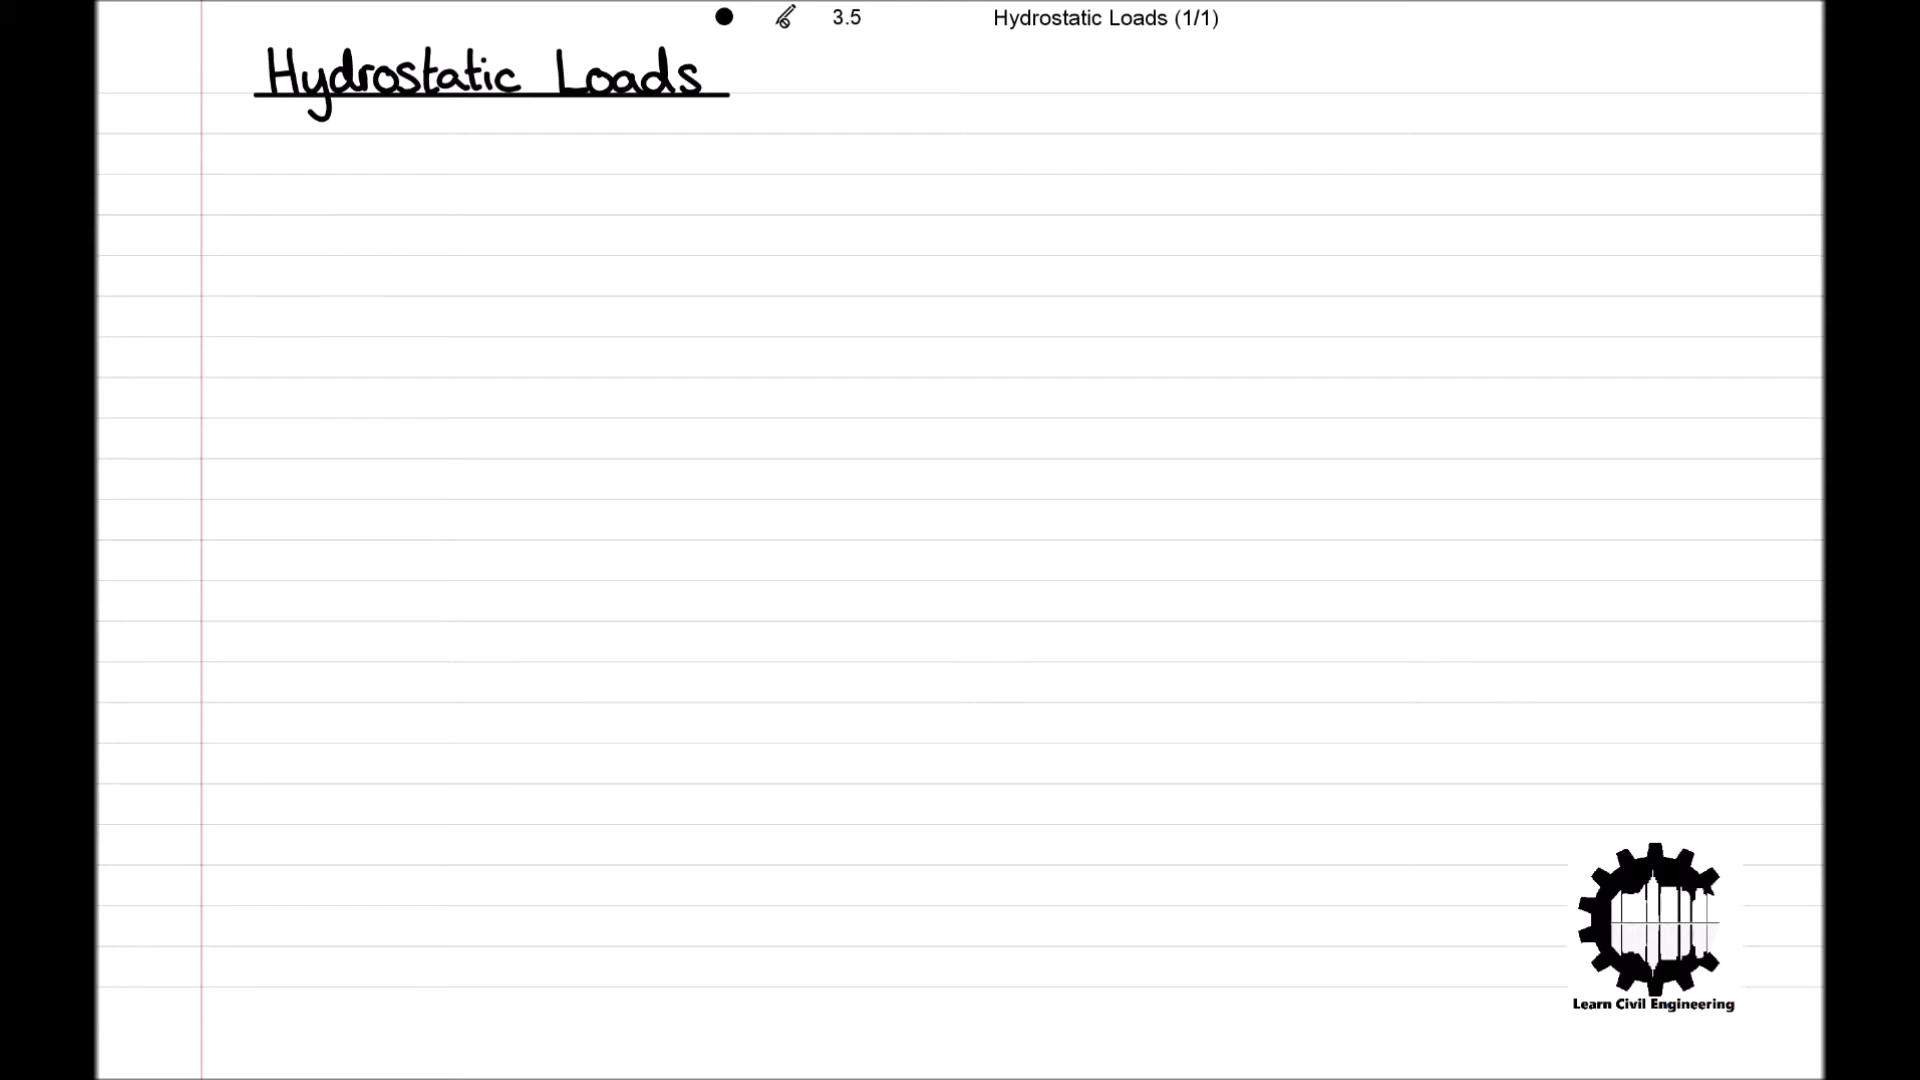 3.5 Hydrostatic Loads (1/1)
Hydrostatic Loads
Learn Civil Engineering